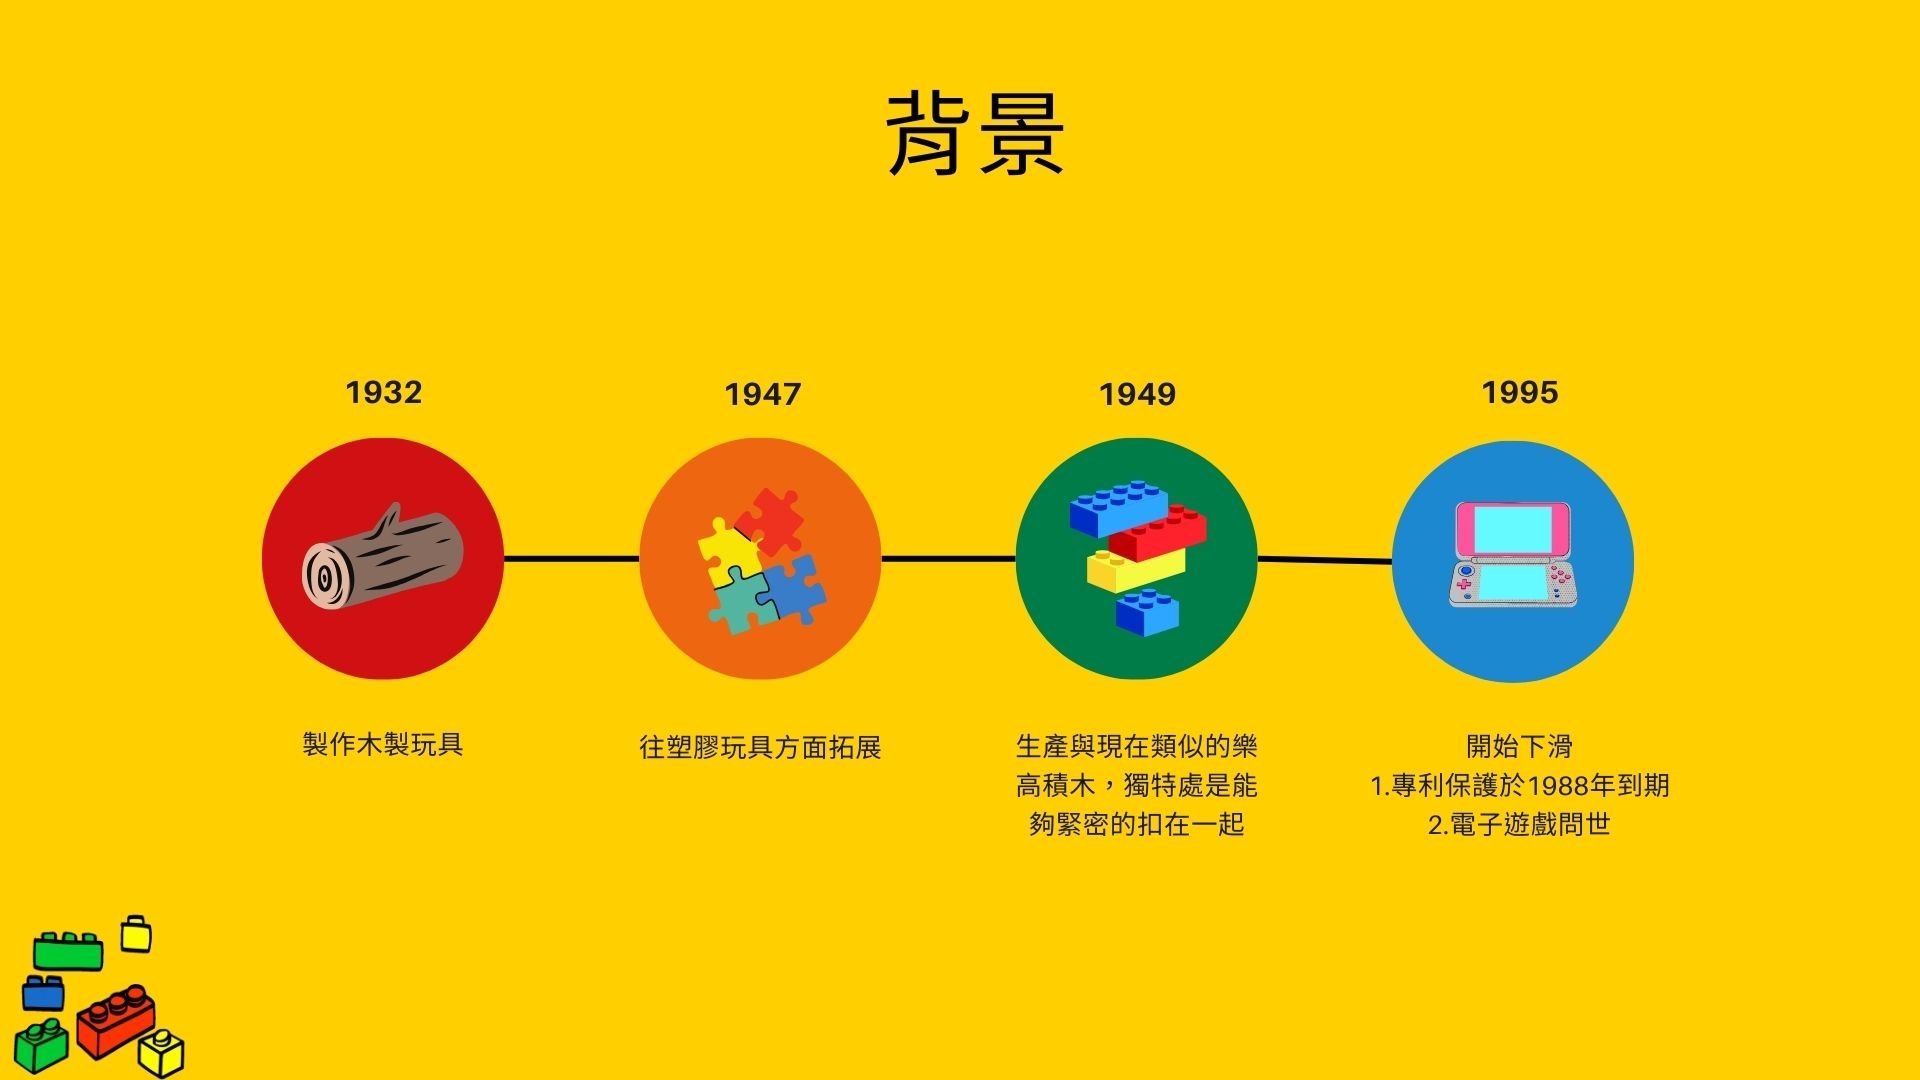 背景
1932
製作木製玩具
1947
往塑膠玩具方面拓展
1949
生產與現在類似的樂
高積木，獨特處是能
夠緊密的扣在一起
1995
開始下滑
1.專利保護於1988年到期
2.電子遊戲問世